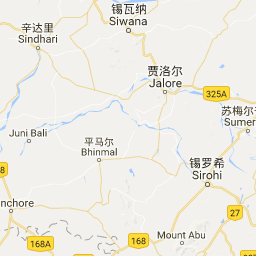 锡瓦纳
Siwana
辛达里
Sindhari
贾洛尔
Jalore
325A
苏梅尔
Sumer
Juni Bali
平马尔
Bhinmal
锡罗希
Sirohi
8
nchore
27
168A
168
Mount Abu